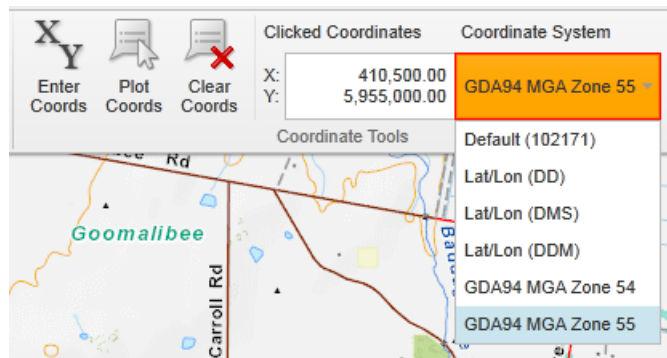 X Y
Enter Coords
Plot Coords
Clear Coords
Clicked Coordinates
X: 410,500.00
Y: 5,955,000.00
Coordinate System
GDA94 MGA Zone 55
Coordinate Tools
Default (102171)
Lat/Lon (DD)
Lat/Lon (DMS)
Lat/Lon (DDM)
GDA94 MGA Zone 54
GDA94 MGA Zone 55
Rd
Goomalibee
Carroll Rd